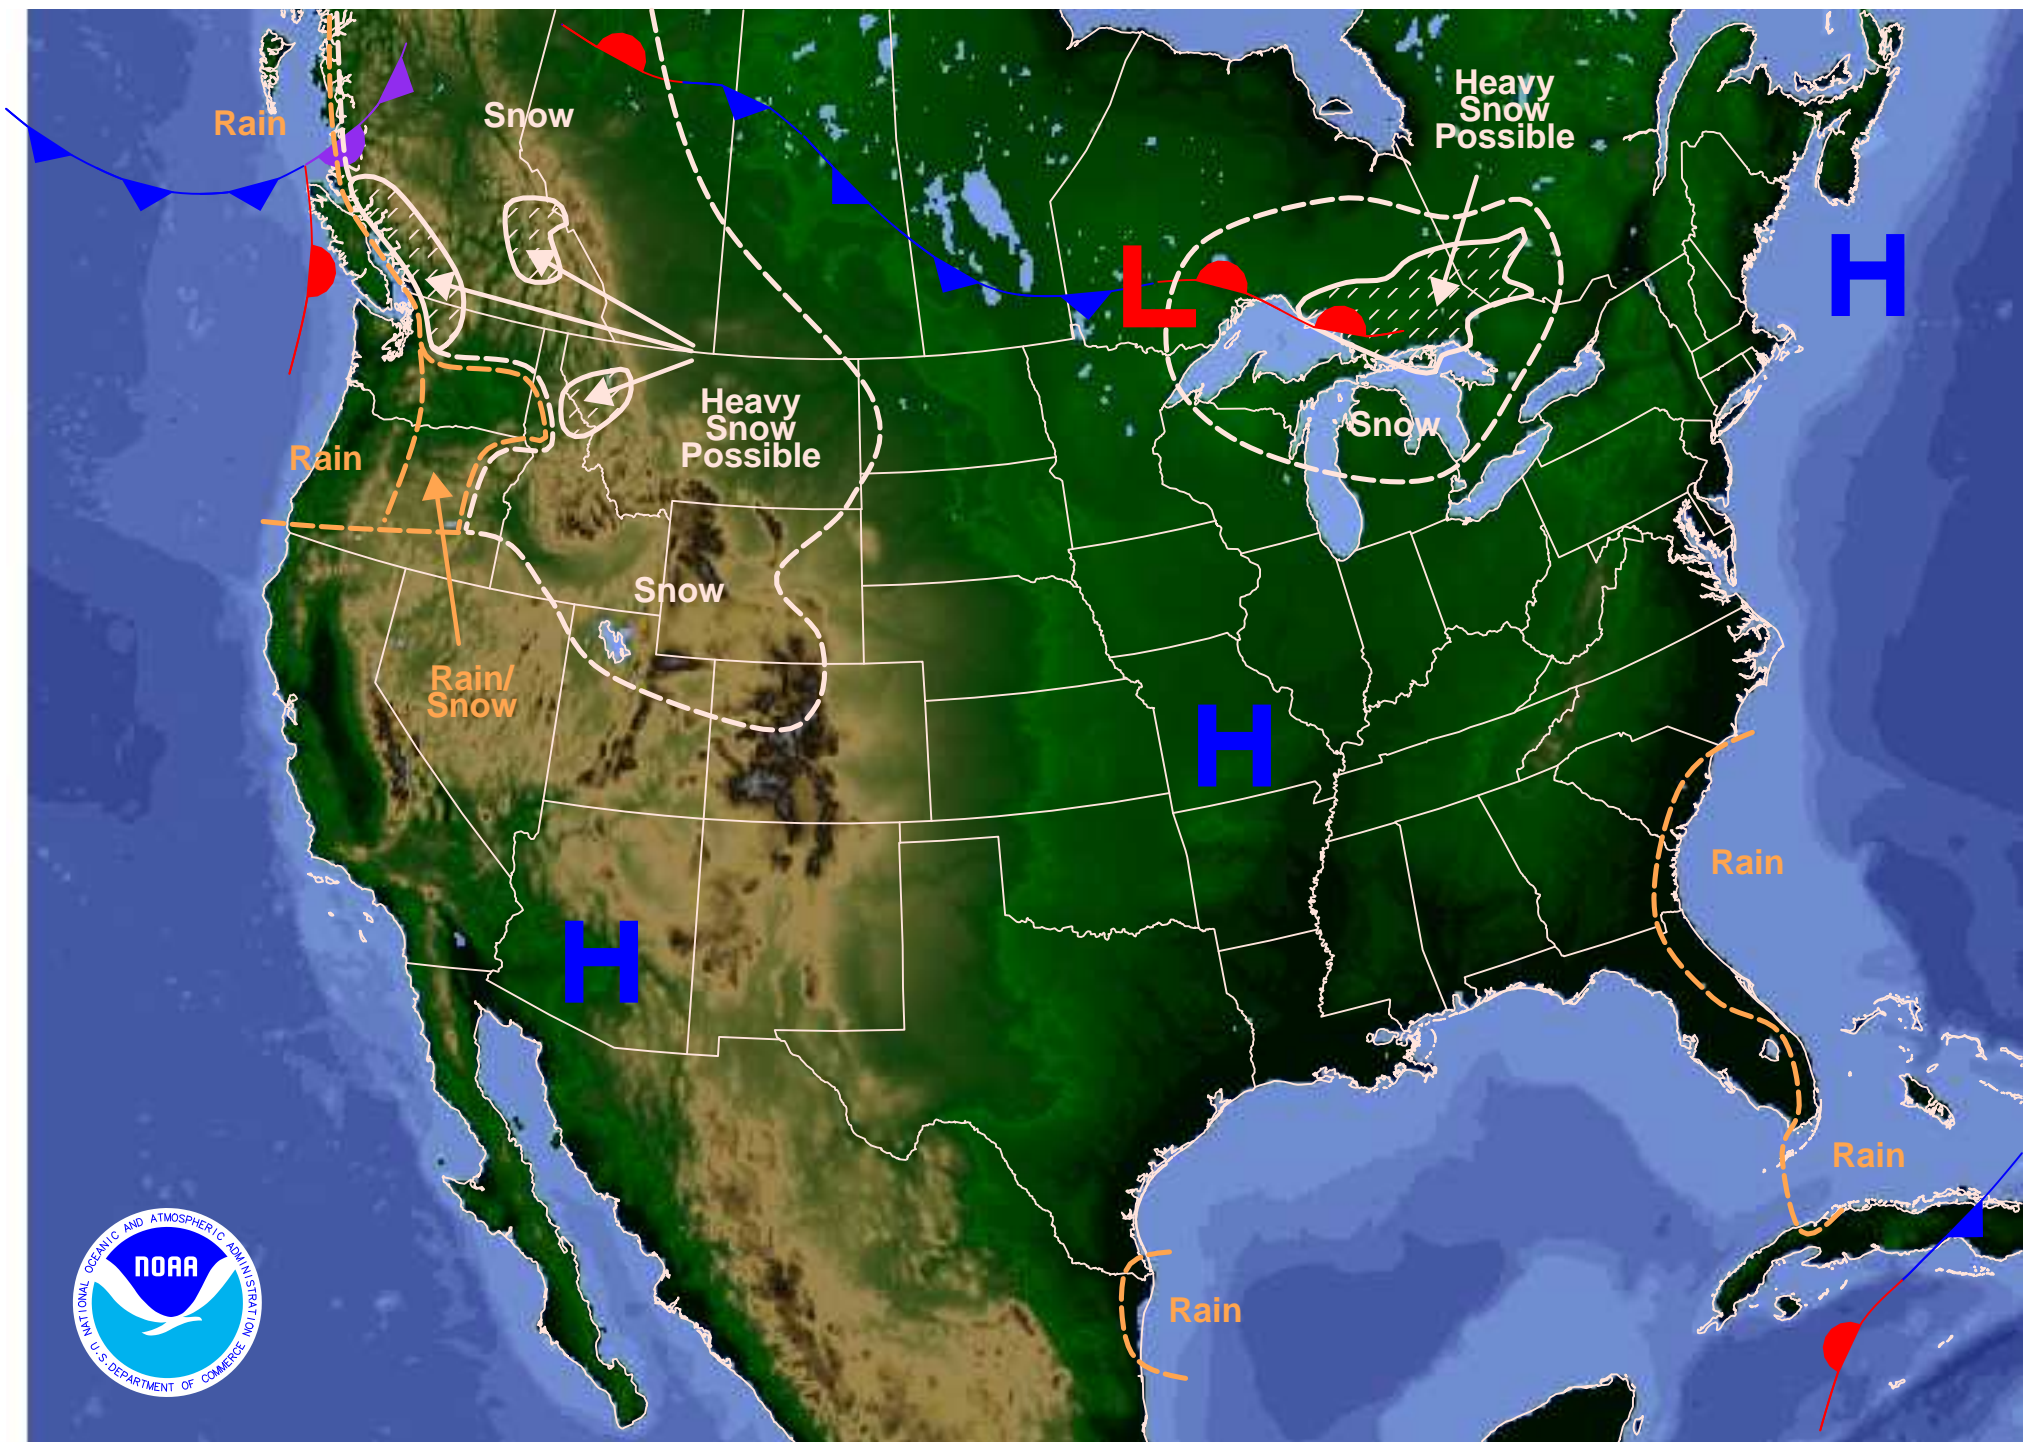 Heavy
Snow
Possible
Snow
Rain
H
L
Heavy
Snow
Possible
Snow
Rain
Snow
Rain/
Snow
H
Rain
H
Rain
Rain
NATIONAL OCEANIC AND ATMOSPHERIC ADMINISTRATION
NOAA
U.S. DEPARTMENT OF COMMERCE